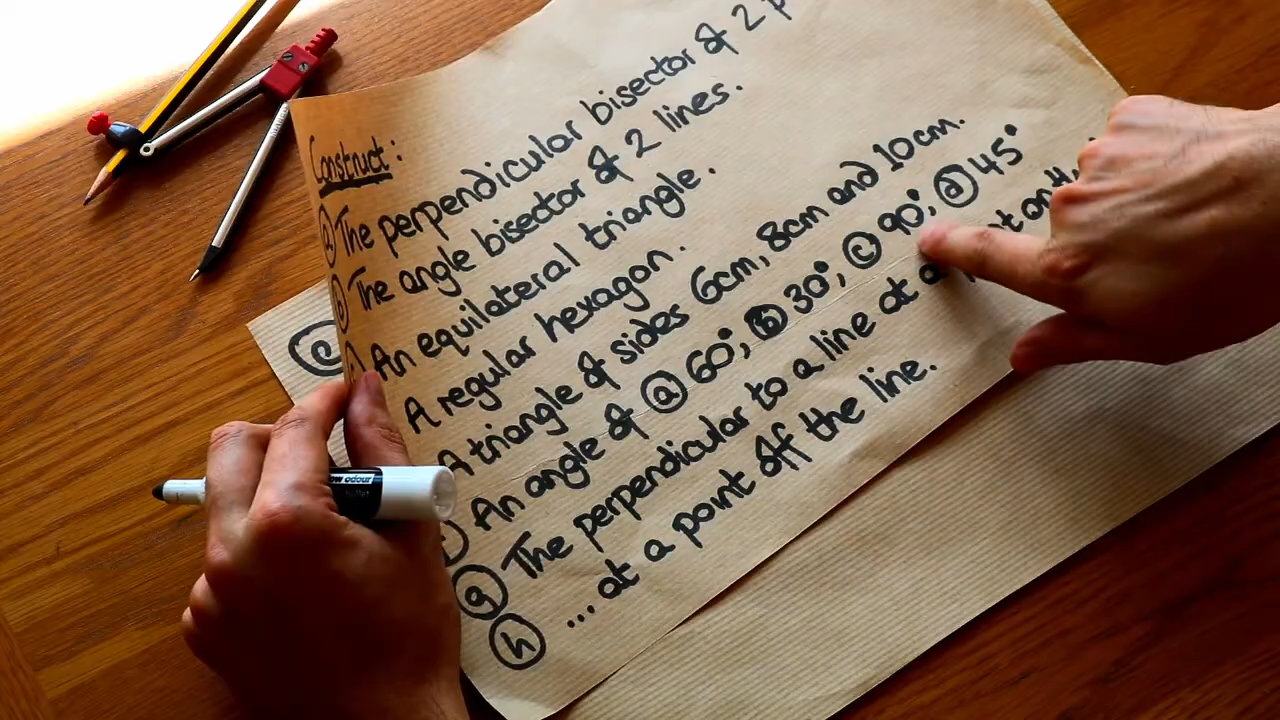 Construct:
a The perpendicular bisector of 2 p
b The angle bisector of 2 lines.
An equilateral triangle.
A regular hexagon.
A triangle of sides 6cm, 8cm and 10cm.
An angle of a 60°, b 30°, c 90°, d 45°
g The perpendicular to a line at a
h ... at a point off the line.
e
odour